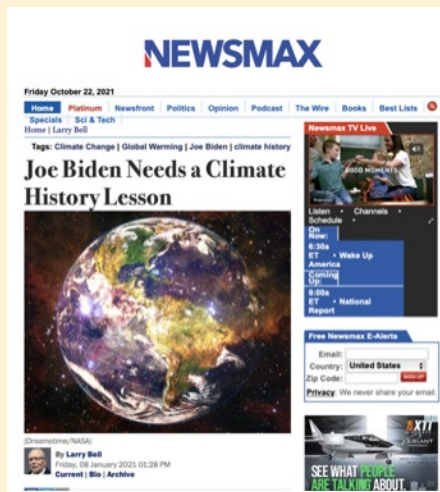 NEWSMAX
Friday October 22, 2021
Home Platinum Newsfront Politics Opinion Podcast The Wire Books Best Lists
Specials Sci & Tech
Home | Larry Bell
Tags: Climate Change | Global Warming | Joe Biden | climate history
Joe Biden Needs a Climate
History Lesson
(Dreamstime/NASA)
By Larry Bell
Friday, 08 January 2021 01:28 PM
Current | Bio | Archive
Newsmax TV Live
GOOD MOMENTS
Listen • Channels •
Schedule •
On
Now:
6:30a
ET • Wake Up
America
Coming
Up:
9:00a
ET • National
Report
Free Newsmax E-Alerts
Email:
Country: United States
Zip Code: SIGN UP
Privacy: We never share your email.
XTI
SEE WHAT PEOPLE
ARE TALKING ABOUT.